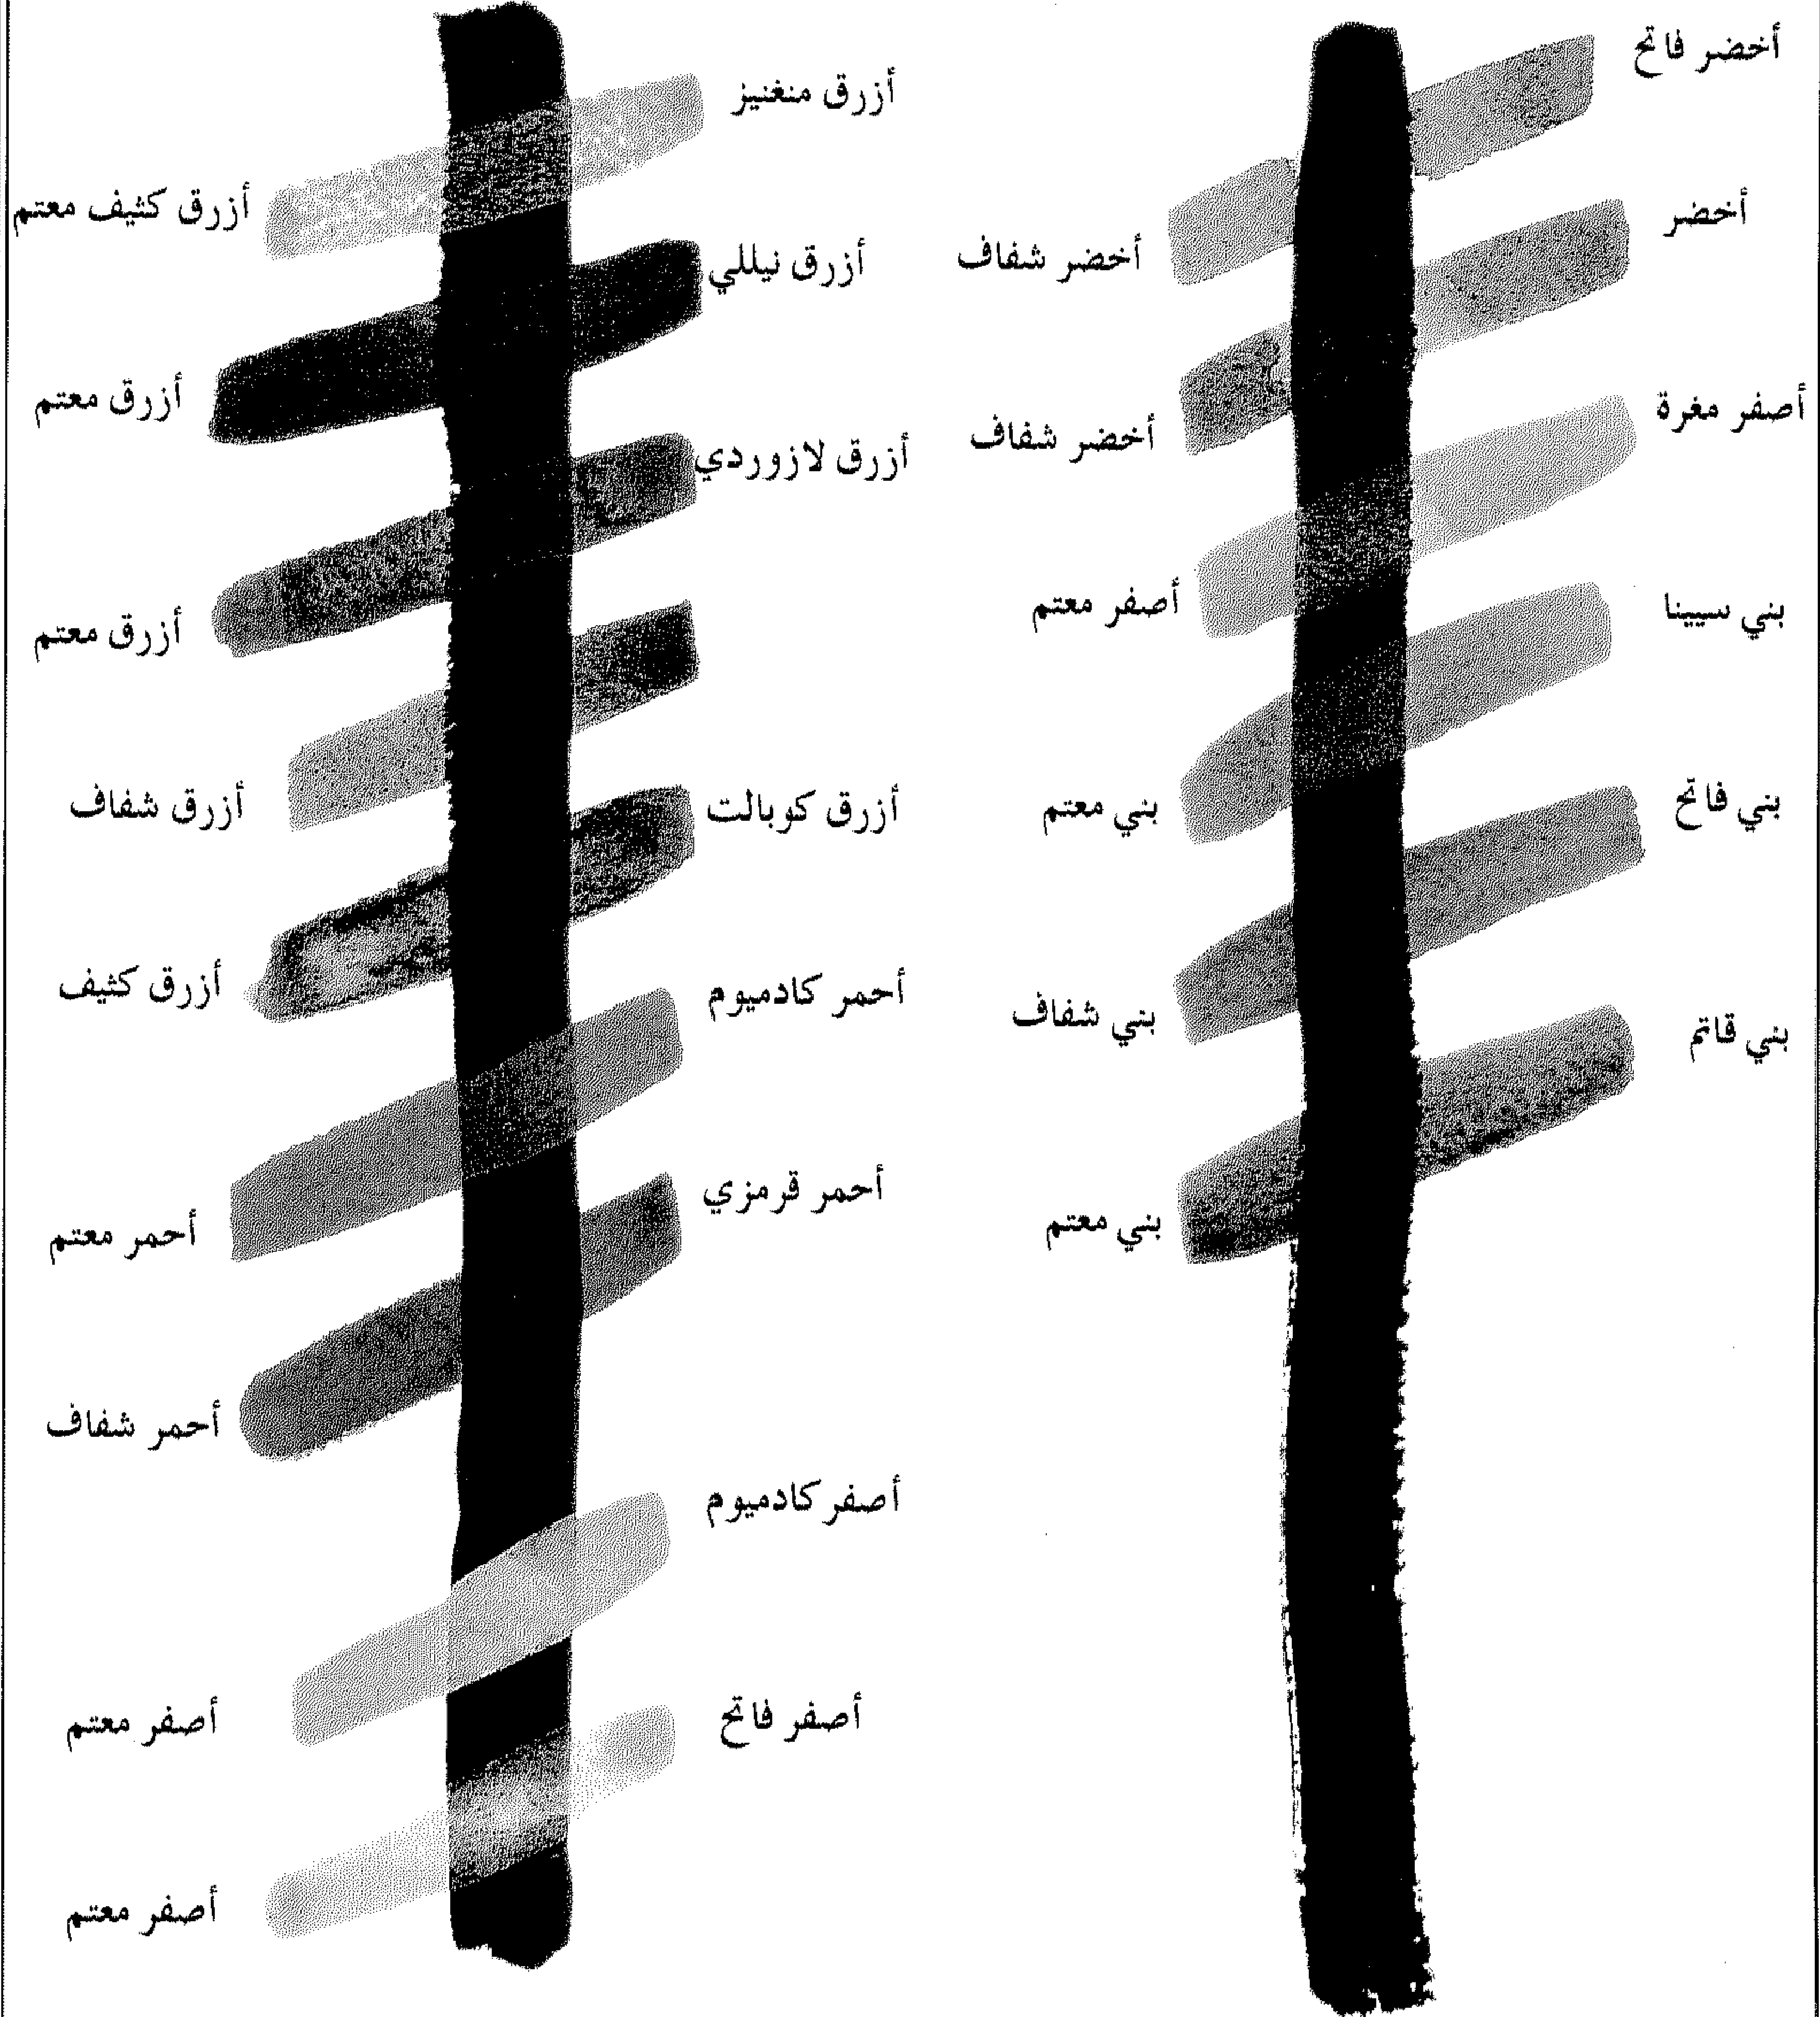 أخضر فاتح
أخضر شفاف
أخضر
أخضر شفاف
أصفر مغرة
أصفر معتم
بني سيينا
بني معتم
بني فاتح
بني شفاف
بني قاتم
بني معتم
أزرق منغنيز
أزرق كثيف معتم
أزرق نيللي
أزرق معتم
أزرق لازوردي
أزرق معتم
أزرق شفاف
أزرق كوبالت
أزرق كثيف
أحمر كادميوم
أحمر معتم
أحمر قرمزي
أحمر شفاف
أصفر كادميوم
أصفر معتم
أصفر فاتح
أصفر معتم